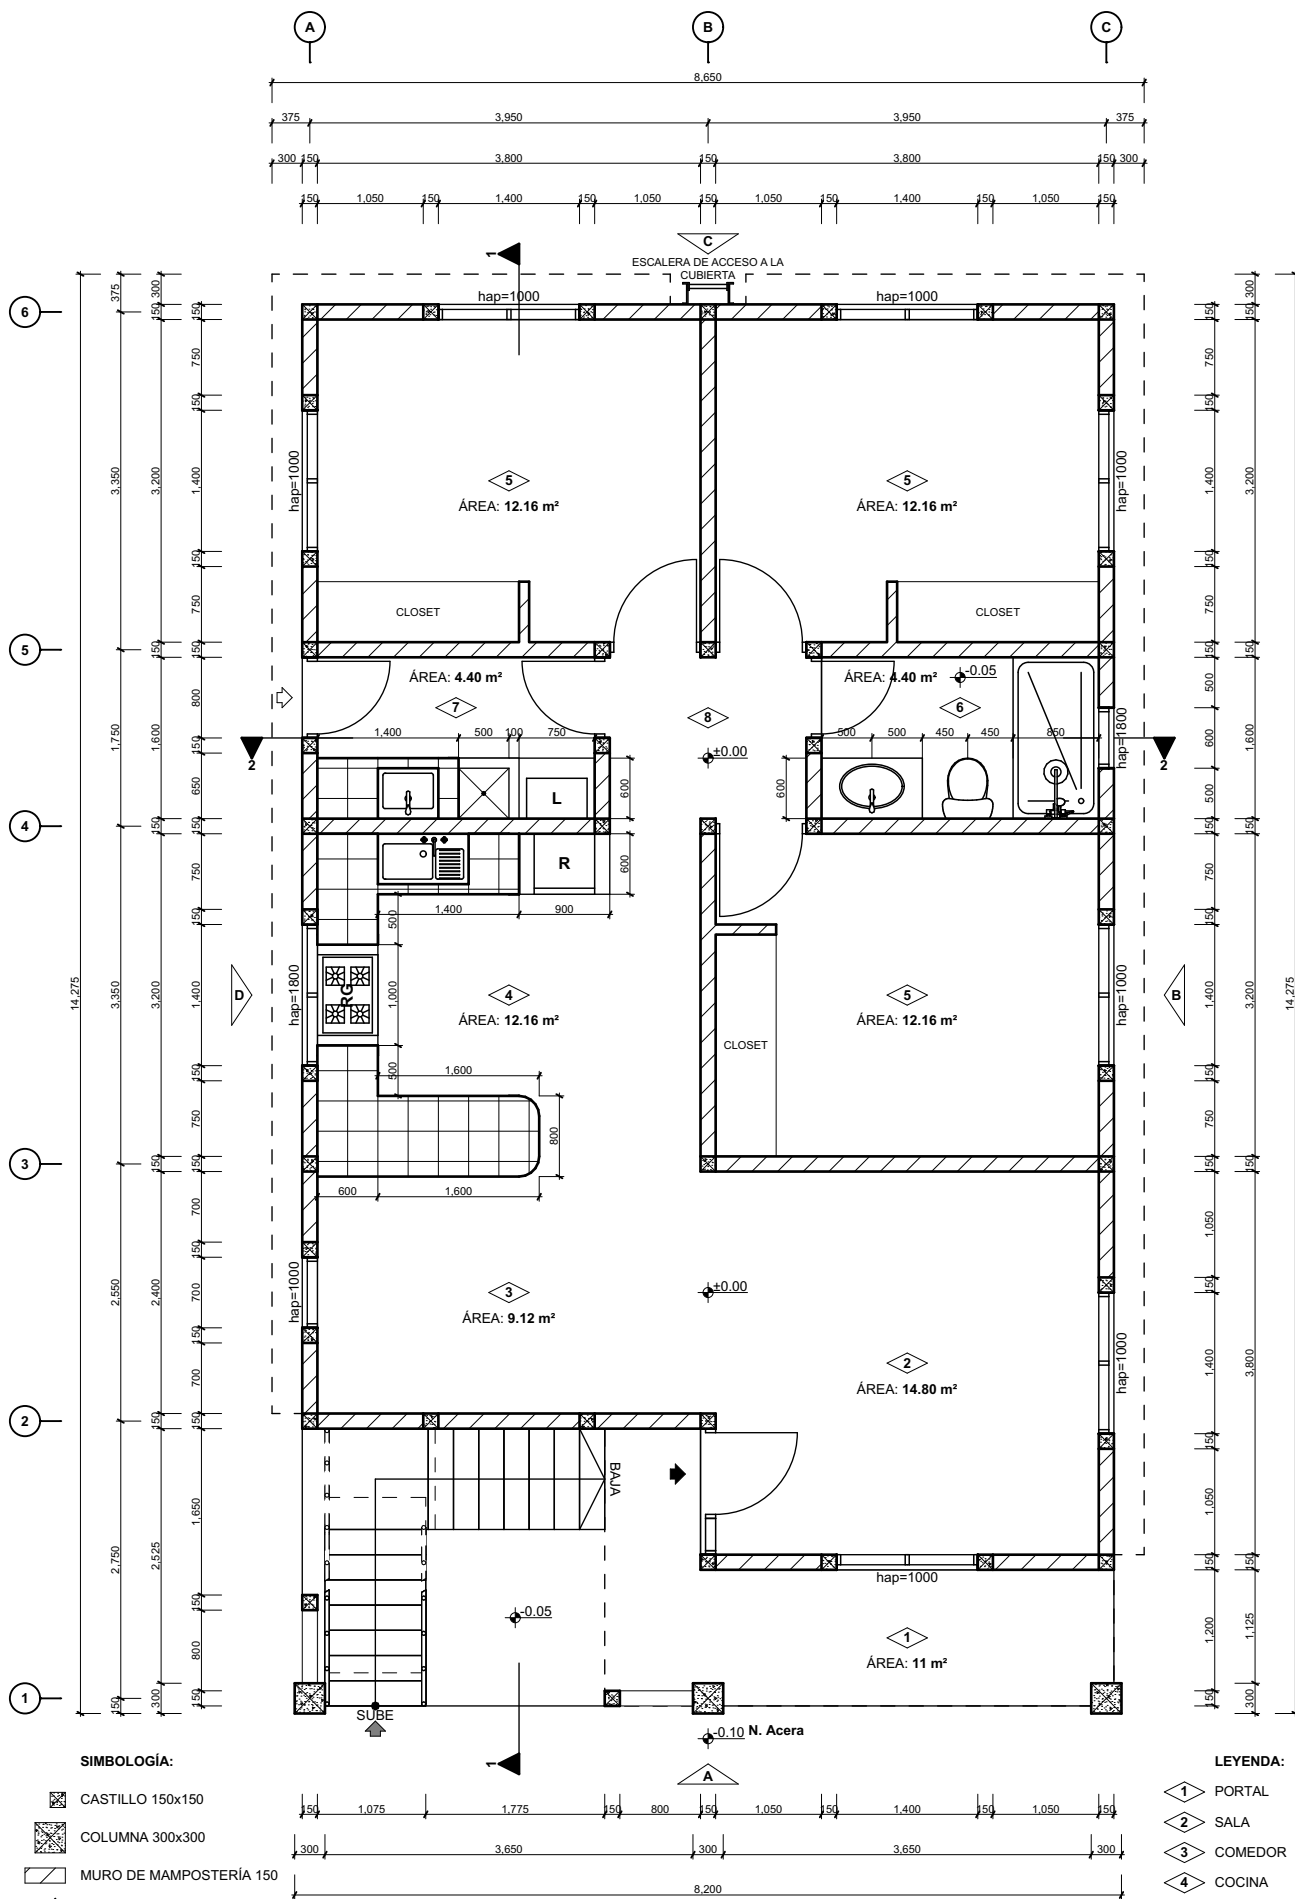 A B C
8,650
375 3,950 3,950 375
300 150 3,800 150 3,800 150 300
150 1,050 150 1,400 150 1,050 150 1,050 150 1,400 150 1,050 150
1 C
ESCALERA DE ACCESO A LA
CUBIERTA
hap=1000 hap=1000
6
5
4
3
2
1
14,275
375 3,350 1,750 3,350 2,550 2,750 150
300 150 3,200 150 1,600 150 3,200 150 2,400 150 2,525 300
150 750 150 1,400 150 750 150 800 150 650 150 750 150 1,400 150 750 150 700 150 700 150 700 150 1,650 150 800 150
hap=1000
5
ÁREA: 12.16 m²
5
ÁREA: 12.16 m²
hap=1000
CLOSET
CLOSET
ÁREA: 4.40 m²
7
8
±0.00
ÁREA: 4.40 m²
-0.05
6
1,400 500 100 750
500 500 450 450 850
hap=1800
2 2
L
600
600
R
600
1,400 900
500
1,000
500
RG
hap=1800
D
4
ÁREA: 12.16 m²
5
ÁREA: 12.16 m²
hap=1000
B
CLOSET
1,600
800
600 1,600
hap=1000
3
ÁREA: 9.12 m²
±0.00
2
ÁREA: 14.80 m²
hap=1000
BAJA
hap=1000
-0.05
1
ÁREA: 11 m²
SUBE
-0.10 N. Acera
1 A
150 750 150 1,400 150 750 150 500 600 500 150 750 150 1,400 150 750 150 1,050 150 1,400 150 1,050 150 1,200 150
300 150 3,200 150 1,600 150 3,200 150 3,800 150 1,125 300
14,275
150 1,075 1,775 150 800 150 1,050 150 1,400 150 1,050 150
300 3,650 300 3,650 300
8,200
SIMBOLOGÍA:
CASTILLO 150x150
COLUMNA 300x300
MURO DE MAMPOSTERÍA 150
LEYENDA:
1 PORTAL
2 SALA
3 COMEDOR
4 COCINA